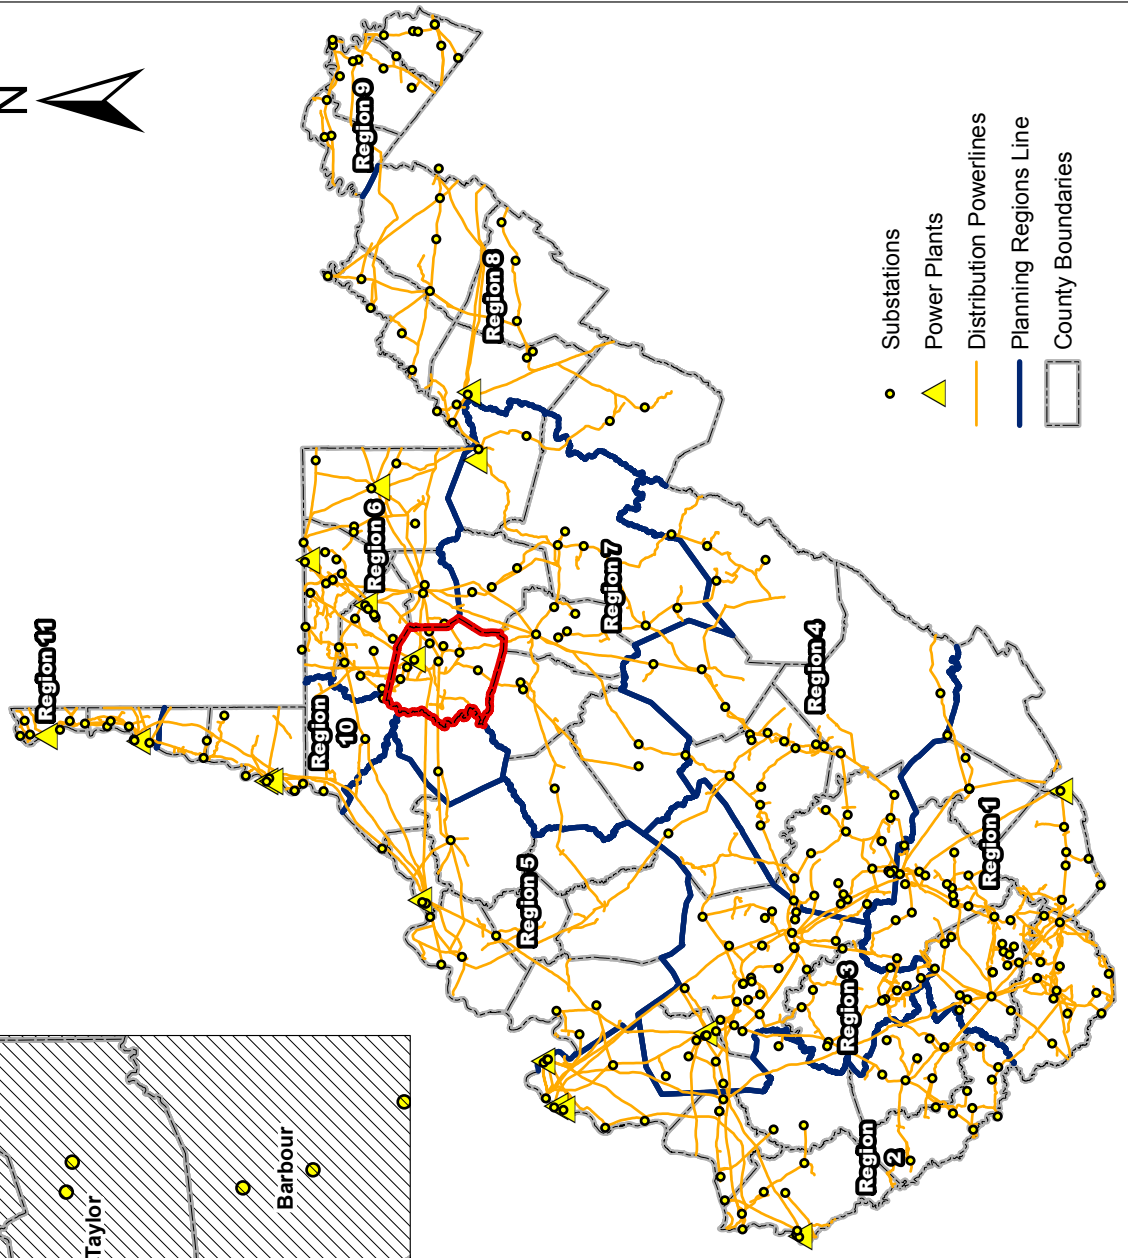 N
Region 9
Region 8
Region 6
Region 7
Region 11
Region
10
Region 4
Region 5
Region 1
Region 3
Region
2
Substations
Power Plants
Distribution Powerlines
Planning Regions Line
County Boundaries
Taylor
Barbour